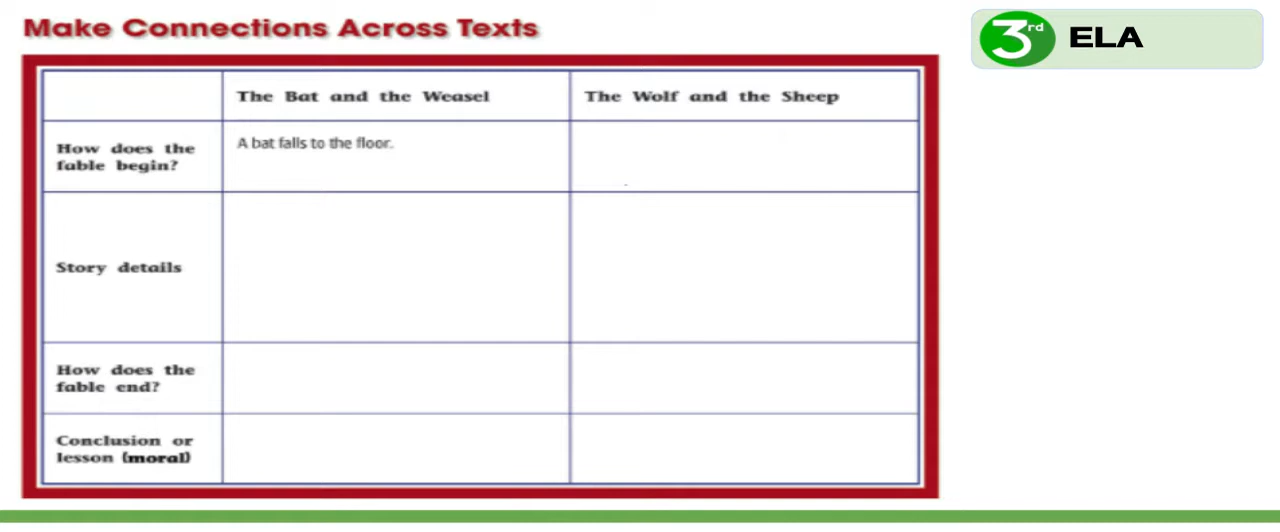 Make Connections Across Texts
3rd ELA
The Bat and the Weasel
The Wolf and the Sheep
How does the
fable begin?
A bat falls to the floor.
Story details
How does the
fable end?
Conclusion or
lesson (moral)